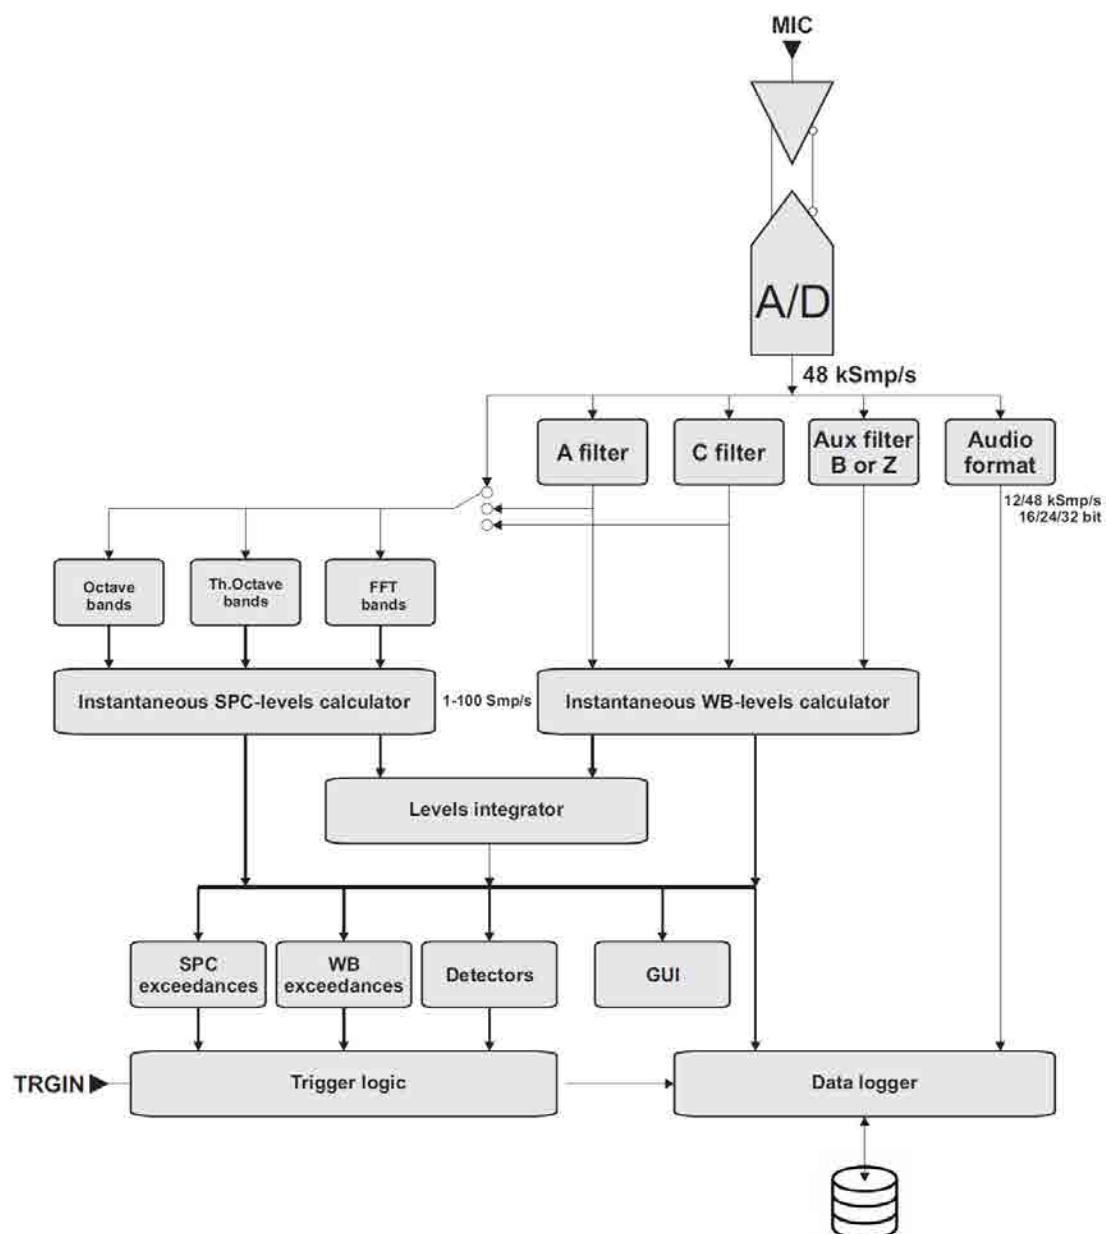 MIC
A/D
48 kSmp/s
A filter
C filter
Aux filter
B or Z
Audio
format
12/48 kSmp/s
16/24/32 bit
Octave
bands
Th.Octave
bands
FFT
bands
Instantaneous SPC-levels calculator
1-100 Smp/s
Instantaneous WB-levels calculator
Levels integrator
SPC
exceedances
WB
exceedances
Detectors
GUI
TRGIN
Trigger logic
Data logger